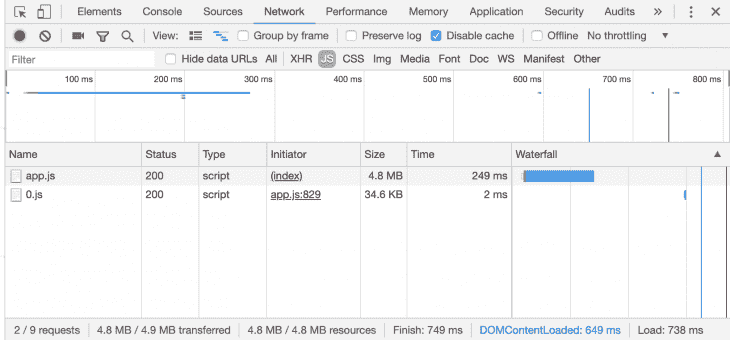 Elements Console Sources Network Performance Memory Application Security Audits »
View: Group by frame Preserve log Disable cache Offline No throttling
Filter Hide data URLs All XHR JS CSS Img Media Font Doc WS Manifest Other
100 ms 200 ms 300 ms 400 ms 500 ms 600 ms 700 ms 800 ms
Name Status Type Initiator Size Time Waterfall
app.js 200 script (index) 4.8 MB 249 ms
0.js 200 script app.js:829 34.6 KB 2 ms
2 / 9 requests 4.8 MB / 4.9 MB transferred 4.8 MB / 4.8 MB resources Finish: 749 ms DOMContentLoaded: 649 ms Load: 738 ms